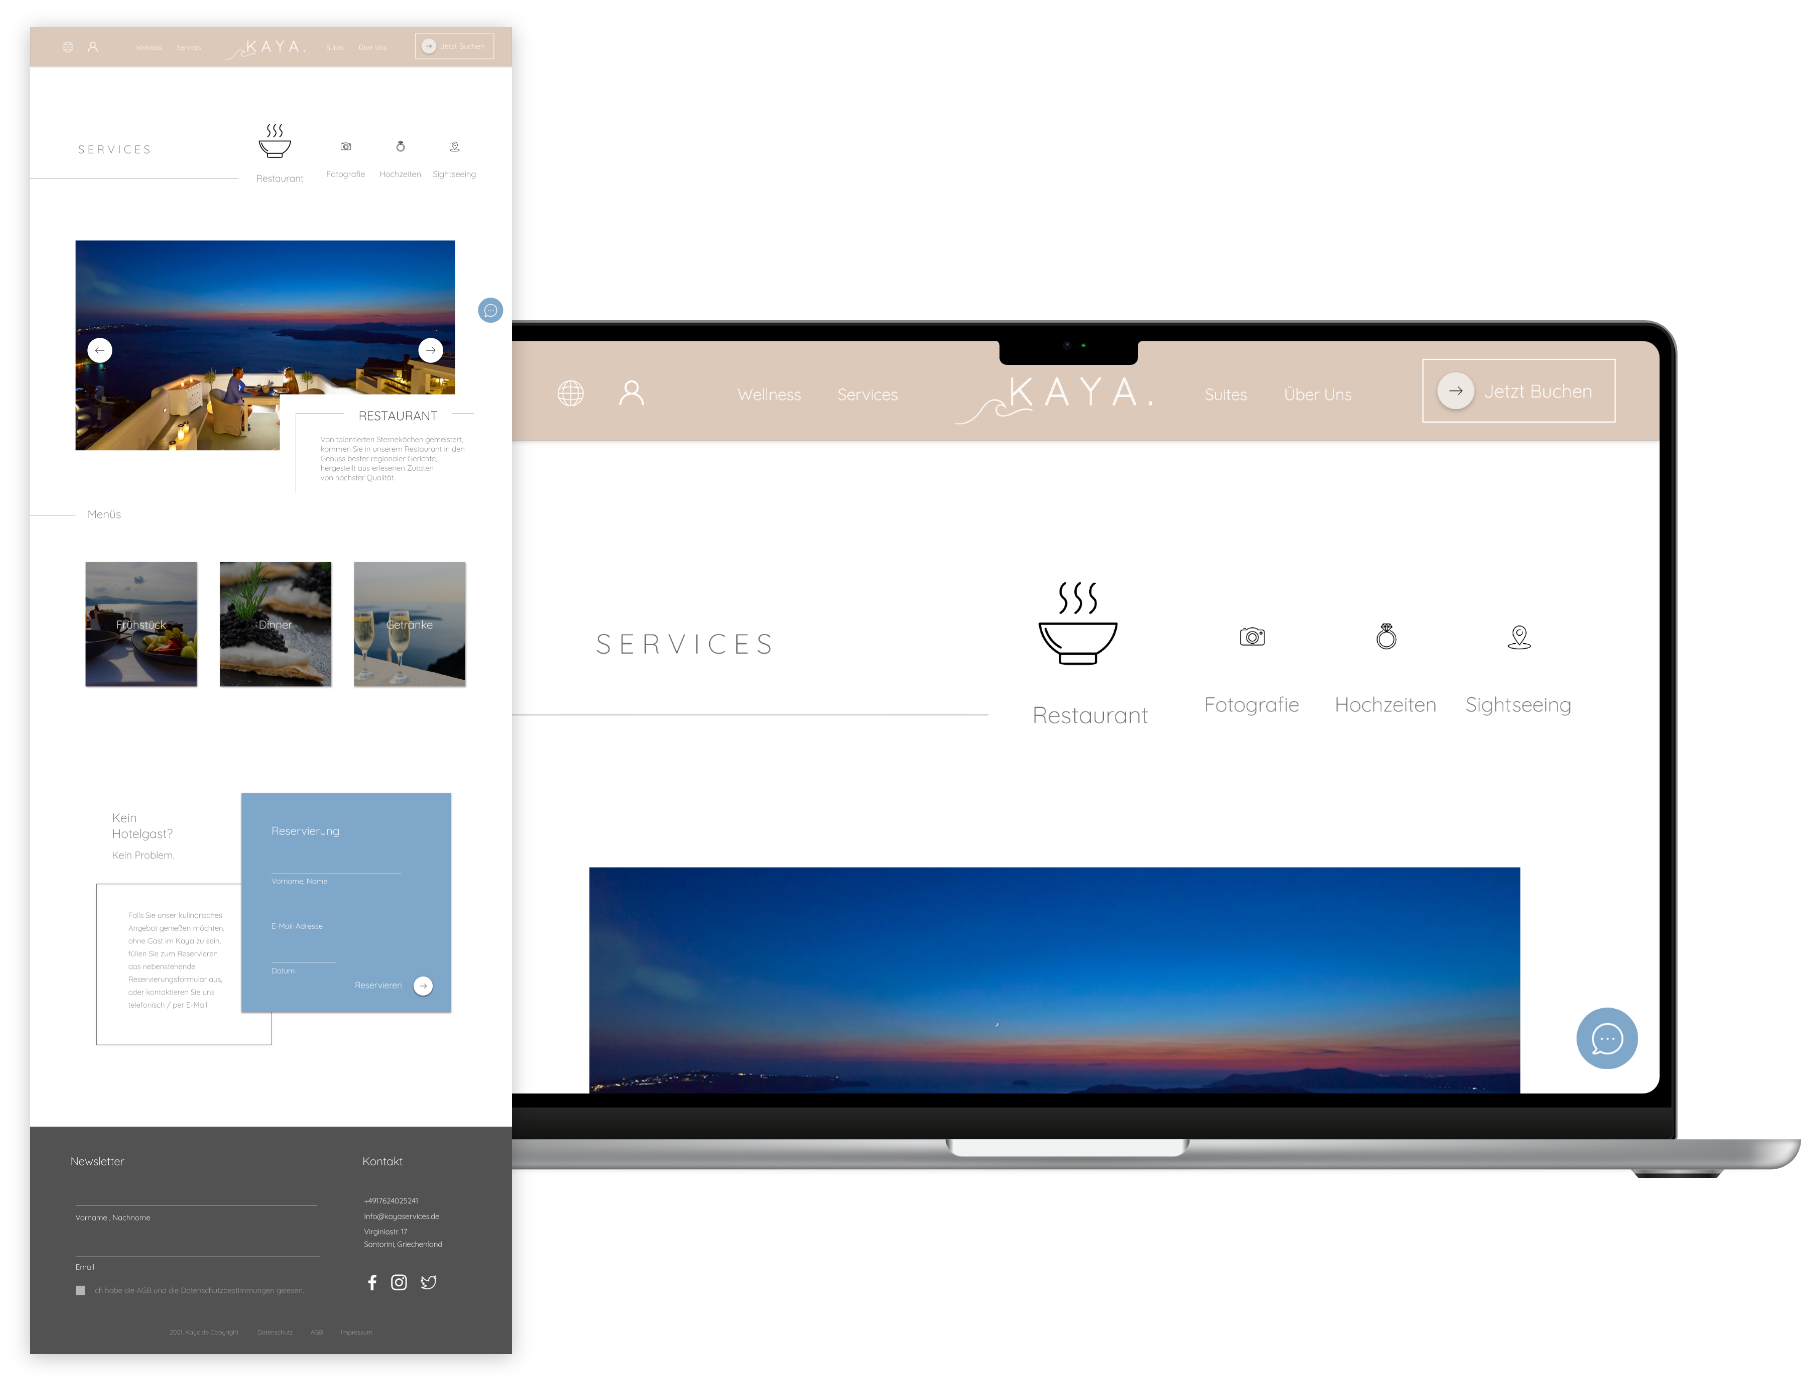 Wellness
Services
KAYA.
Suites
Über Uns
Jetzt Buchen
SERVICES
Restaurant
Fotografie
Hochzeiten
Sightseeing
RESTAURANT
Von talentierten Sterneköchen gemeistert,
kommen Sie in unserem Restaurant in den
Genuss bester regionaler Gerichte,
hergestellt aus erlesenen Zutaten
von höchster Qualität.
Menüs
Frühstück
Dinner
Getränke
Kein
Hotelgast?
Kein Problem.
Falls Sie unser kulinarisches
Angebot genießen möchten,
ohne Gast im Kaya zu sein,
füllen Sie zum Reservieren
das nebenstehende
Reservierungsformular aus,
oder kontaktieren Sie uns
telefonisch / per E-Mail
Reservierung
Vorname, Name
E-Mail-Adresse
Datum
Reservieren
Newsletter
Vorname , Nachname
Email
Ich habe die AGB und die Datenschutzbestimmungen gelesen.
Kontakt
+4917624025241
info@kayaservices.de
Virginiastr. 17
Santorini, Griechenland
2021, Kaya.de Copyright
Datenschutz
AGB
Impressum
Wellness
Services
KAYA.
Suites
Über Uns
Jetzt Buchen
SERVICES
Restaurant
Fotografie
Hochzeiten
Sightseeing